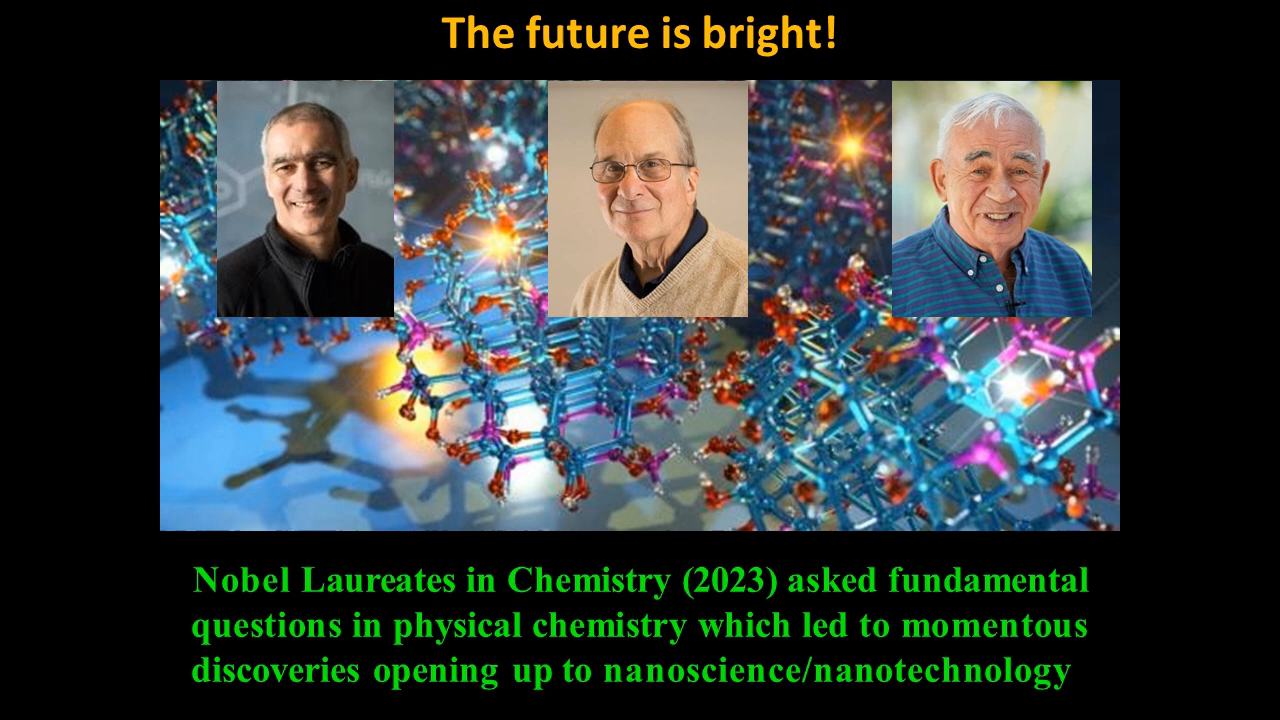 The future is bright!
Nobel Laureates in Chemistry (2023) asked fundamental
questions in physical chemistry which led to momentous
discoveries opening up to nanoscience/nanotechnology